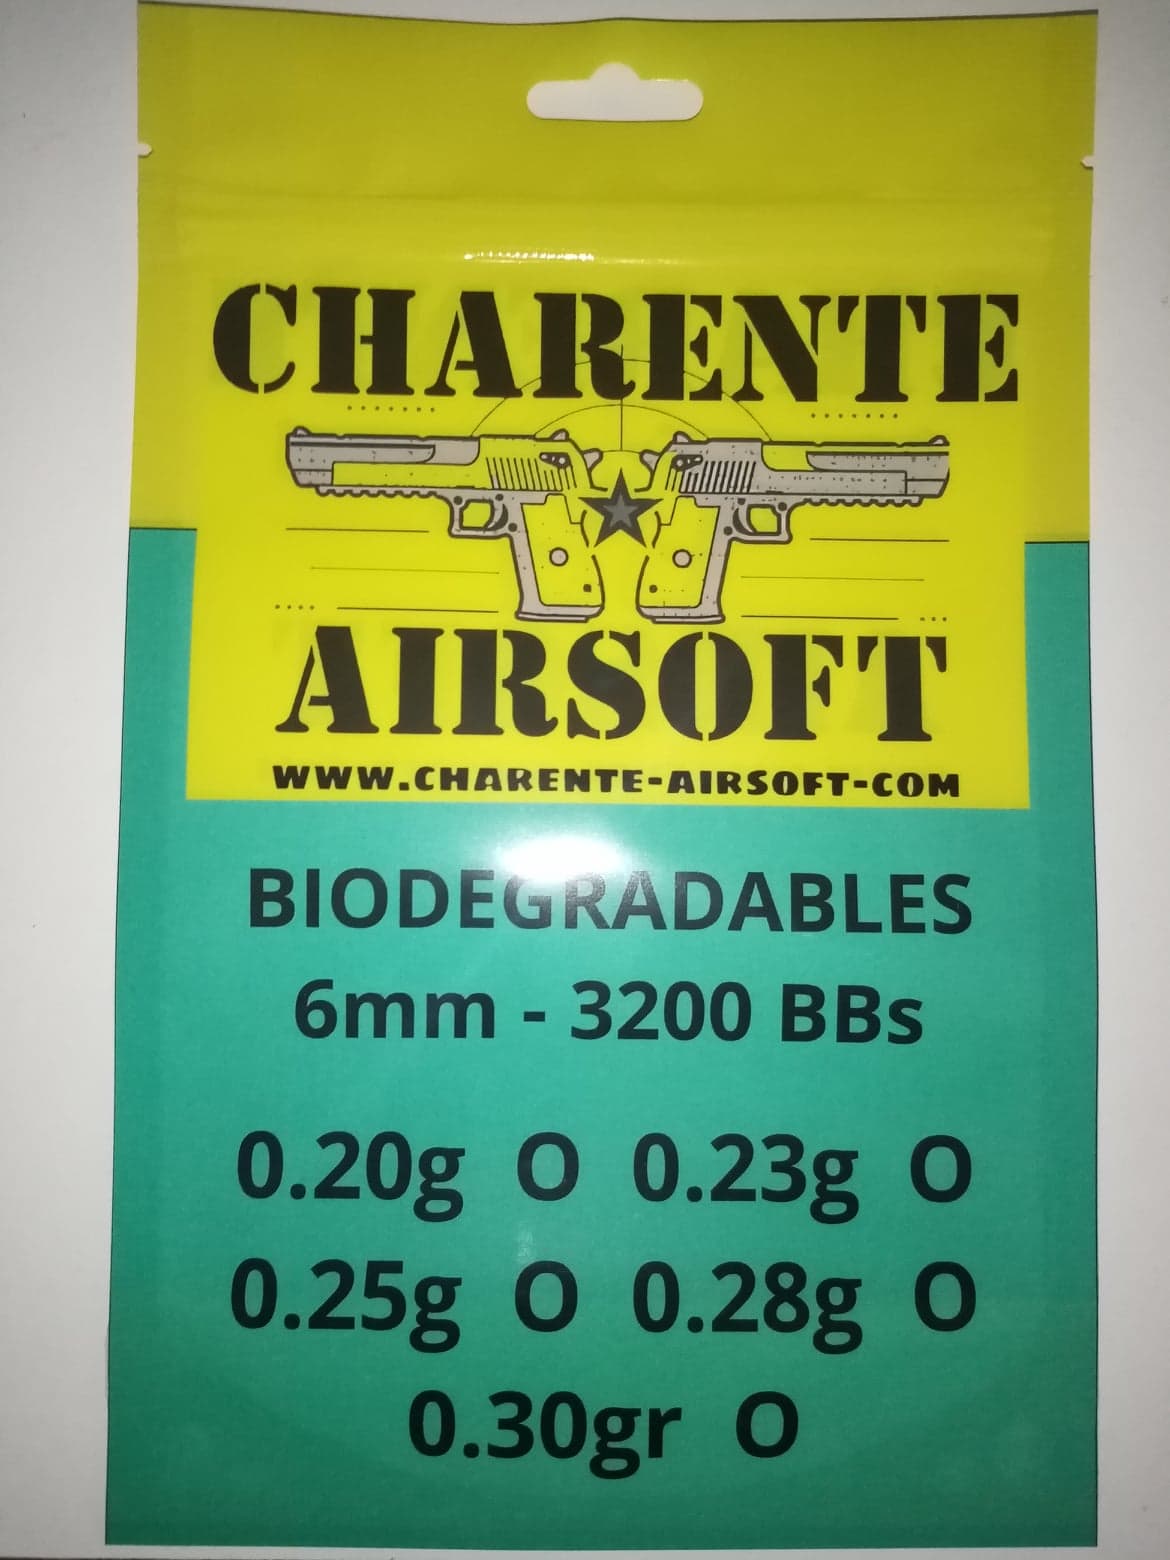 CHARENTE
AIRSOFT
WWW.CHARENTE-AIRSOFT-COM
BIODEGRADABLES
6mm - 3200 BBs
0.20g O 0.23g O
0.25g O 0.28g O
0.30gr O